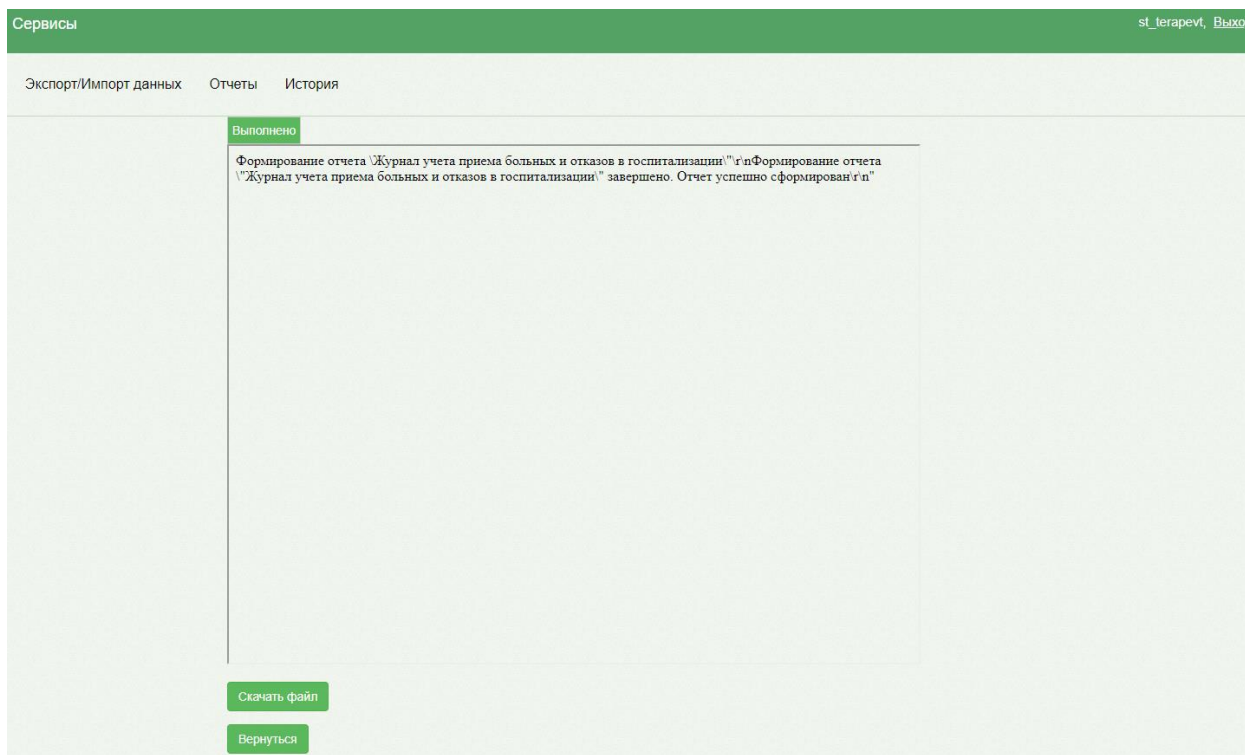 Сервисы
st_terapevt, Выхо
Экспорт/Импорт данных Отчеты История
Выполнено
Формирование отчета \Журнал учета приема больных и отказов в госпитализации\"\r\nФормирование отчета
\"Журнал учета приема больных и отказов в госпитализации\" завершено. Отчет успешно сформирован\r\n"
Скачать файл
Вернуться